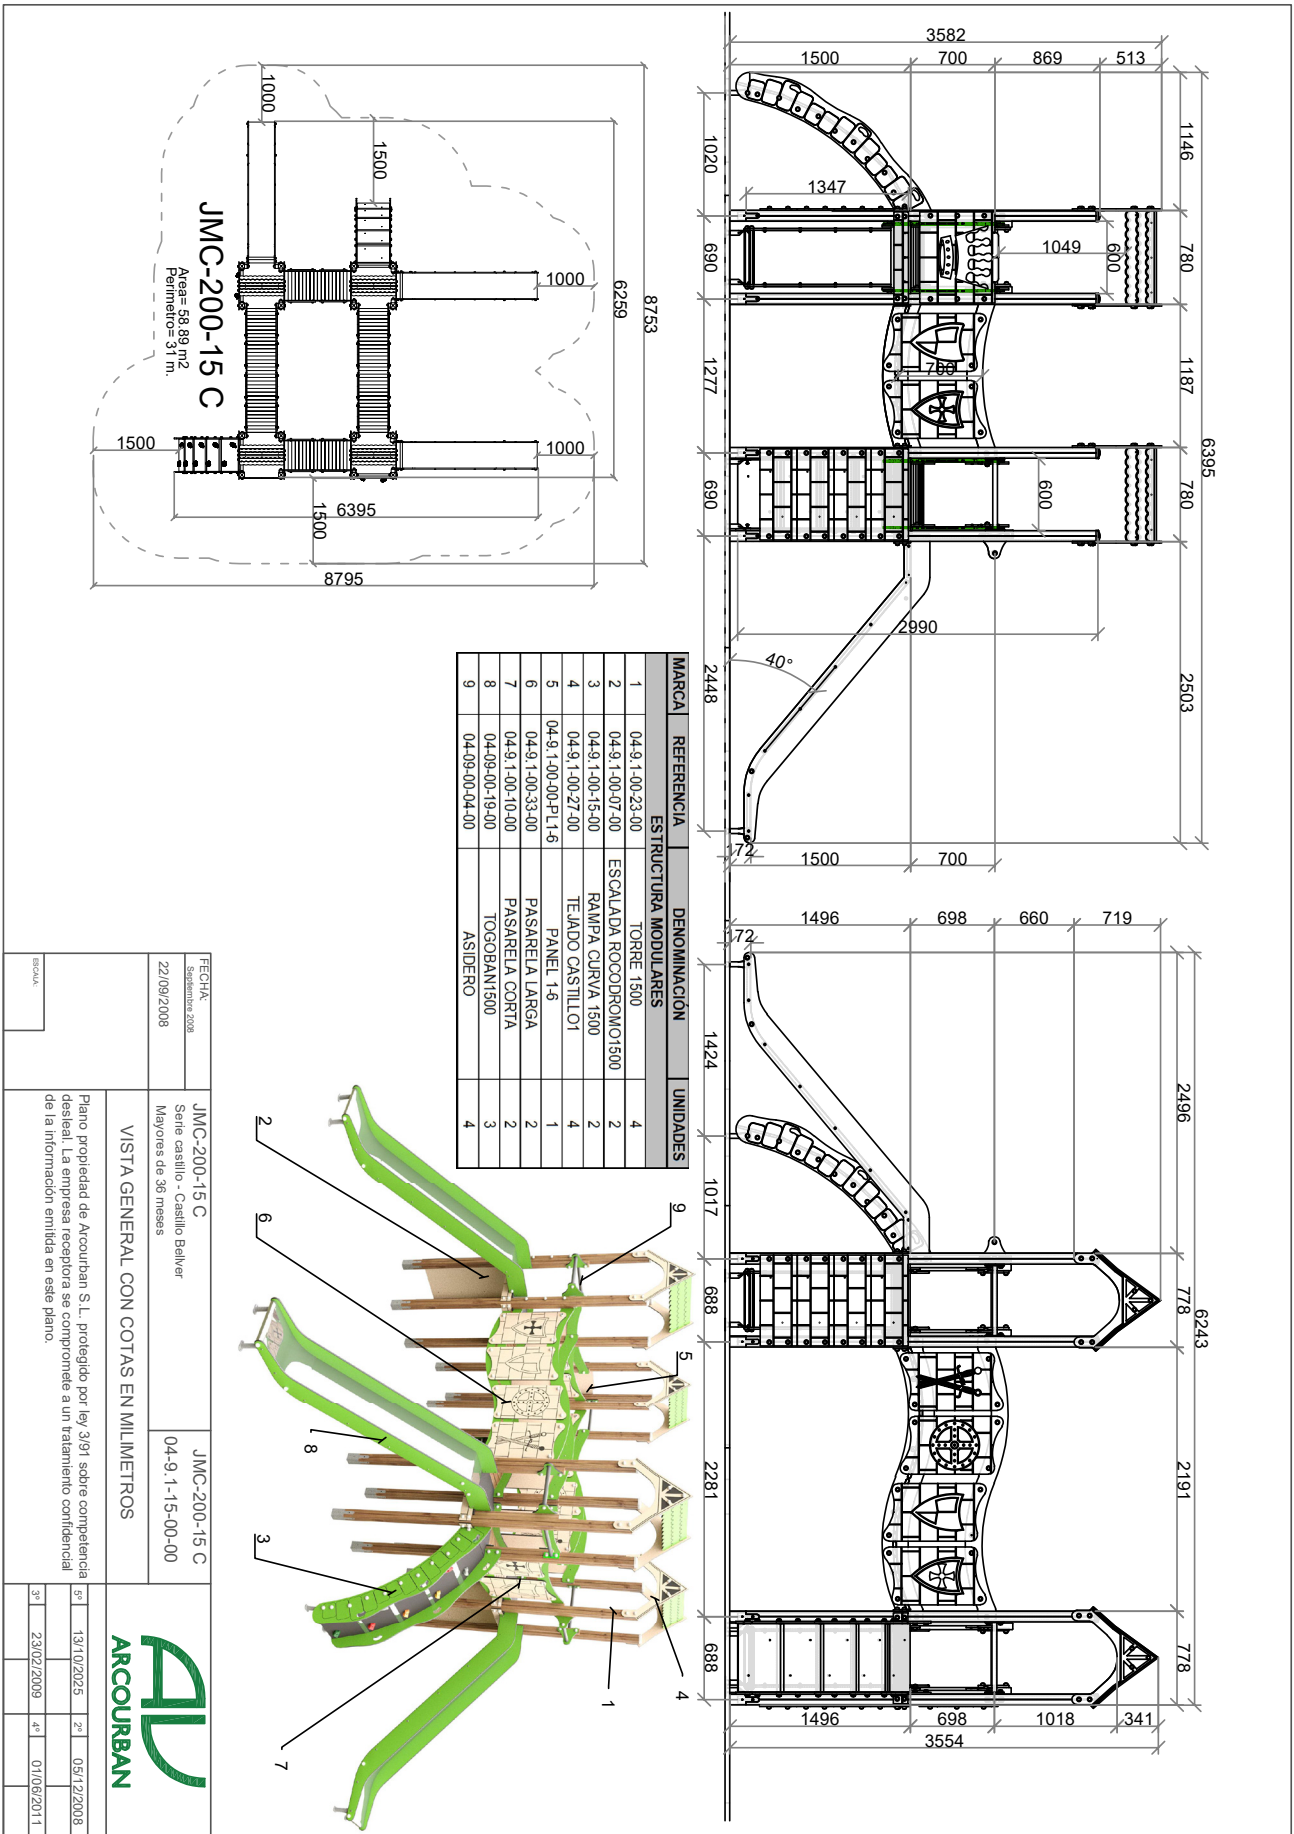 3582
1500
700
869
513
6395
1146
780
1187
780
2503
1020
690
1277
690
2448
1347
1049
600
700
600
2990
40°
72
1500
700
1496
698
660
719
72
6243
2496
778
2191
778
1424
1017
688
2281
688
1496
698
1018
341
3554
8753
6259
1000
1500
1000
1000
1500
1500
6395
8795
JMC-200-15 C
Area= 58.89 m2
Perimetro= 31 m.
MARCA REFERENCIA DENOMINACIÓN UNIDADES
ESTRUCTURA MODULARES
1 04-9.1-00-23-00 TORRE 1500 4
2 04-9.1-00-07-00 ESCALADA ROCODROMO1500 2
3 04-9.1-00-15-00 RAMPA CURVA 1500 2
4 04-9,1-00-27-00 TEJADO CASTILLO1 4
5 04-9.1-00-00-PL1-6 PANEL 1-6 1
6 04-9.1-00-33-00 PASARELA LARGA 2
7 04-9.1-00-10-00 PASARELA CORTA 2
8 04-09-00-19-00 TOGOBAN1500 3
9 04-09-00-04-00 ASIDERO 4
9
5
4
1
2
6
8
3
7
FECHA:
Septiembre 2008
22/09/2008
ESCALA:
JMC-200-15 C
Serie castillo - Castillo Bellver
Mayores de 36 meses
JMC-200-15 C
04-9.1-15-00-00
VISTA GENERAL CON COTAS EN MILIMETROS
Plano propiedad de Arcourban S.L. protegido por ley 3/91 sobre competencia
desleal. La empresa receptora se compromete a un tratamiento confidencial
de la información emitida en este plano.
ARCOURBAN
5º 13/10/2025 2º 05/12/2008
3º 23/02/2009 4º 01/06/2011